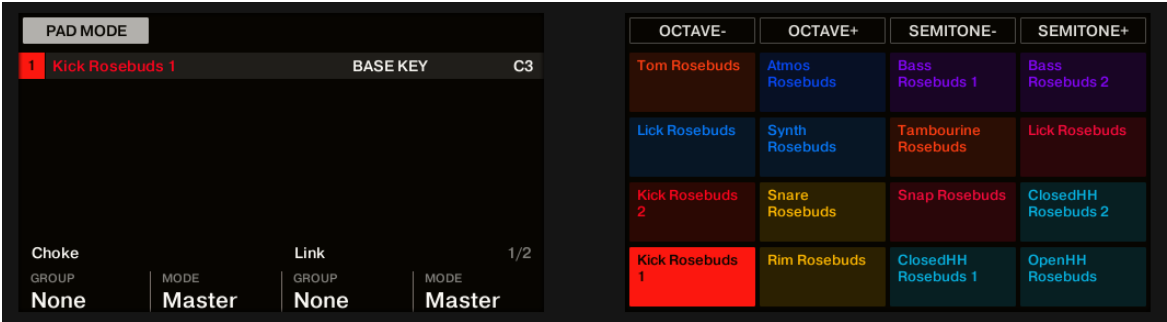 PAD MODE
1 Kick Rosebuds 1 BASE KEY C3
Choke Link 1/2
GROUP MODE GROUP MODE
None Master None Master
OCTAVE- OCTAVE+ SEMITONE- SEMITONE+
Tom Rosebuds Atmos Bass Bass
Rosebuds Rosebuds 1 Rosebuds 2
Lick Rosebuds Synth Tambourine Lick Rosebuds
Rosebuds Rosebuds
Kick Rosebuds Snare Snap Rosebuds ClosedHH
2 Rosebuds Rosebuds 2
Kick Rosebuds Rim Rosebuds ClosedHH OpenHH
1 Rosebuds 1 Rosebuds